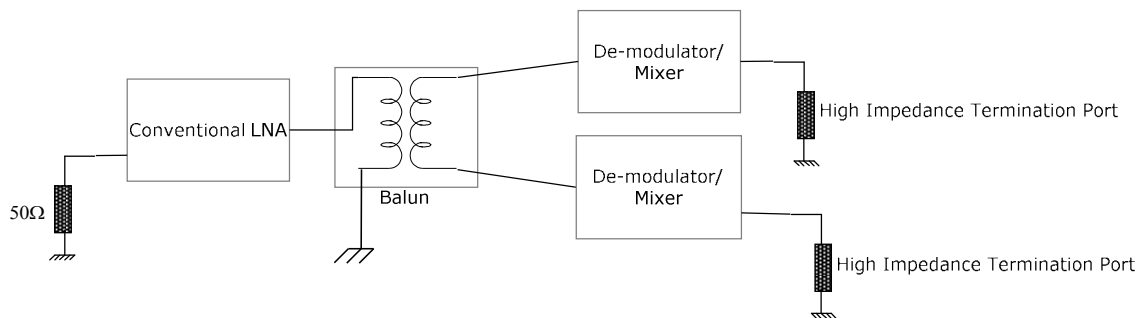 De-modulator/
Mixer
High Impedance Termination Port
Conventional LNA
De-modulator/
Mixer
Balun
50Ω
High Impedance Termination Port